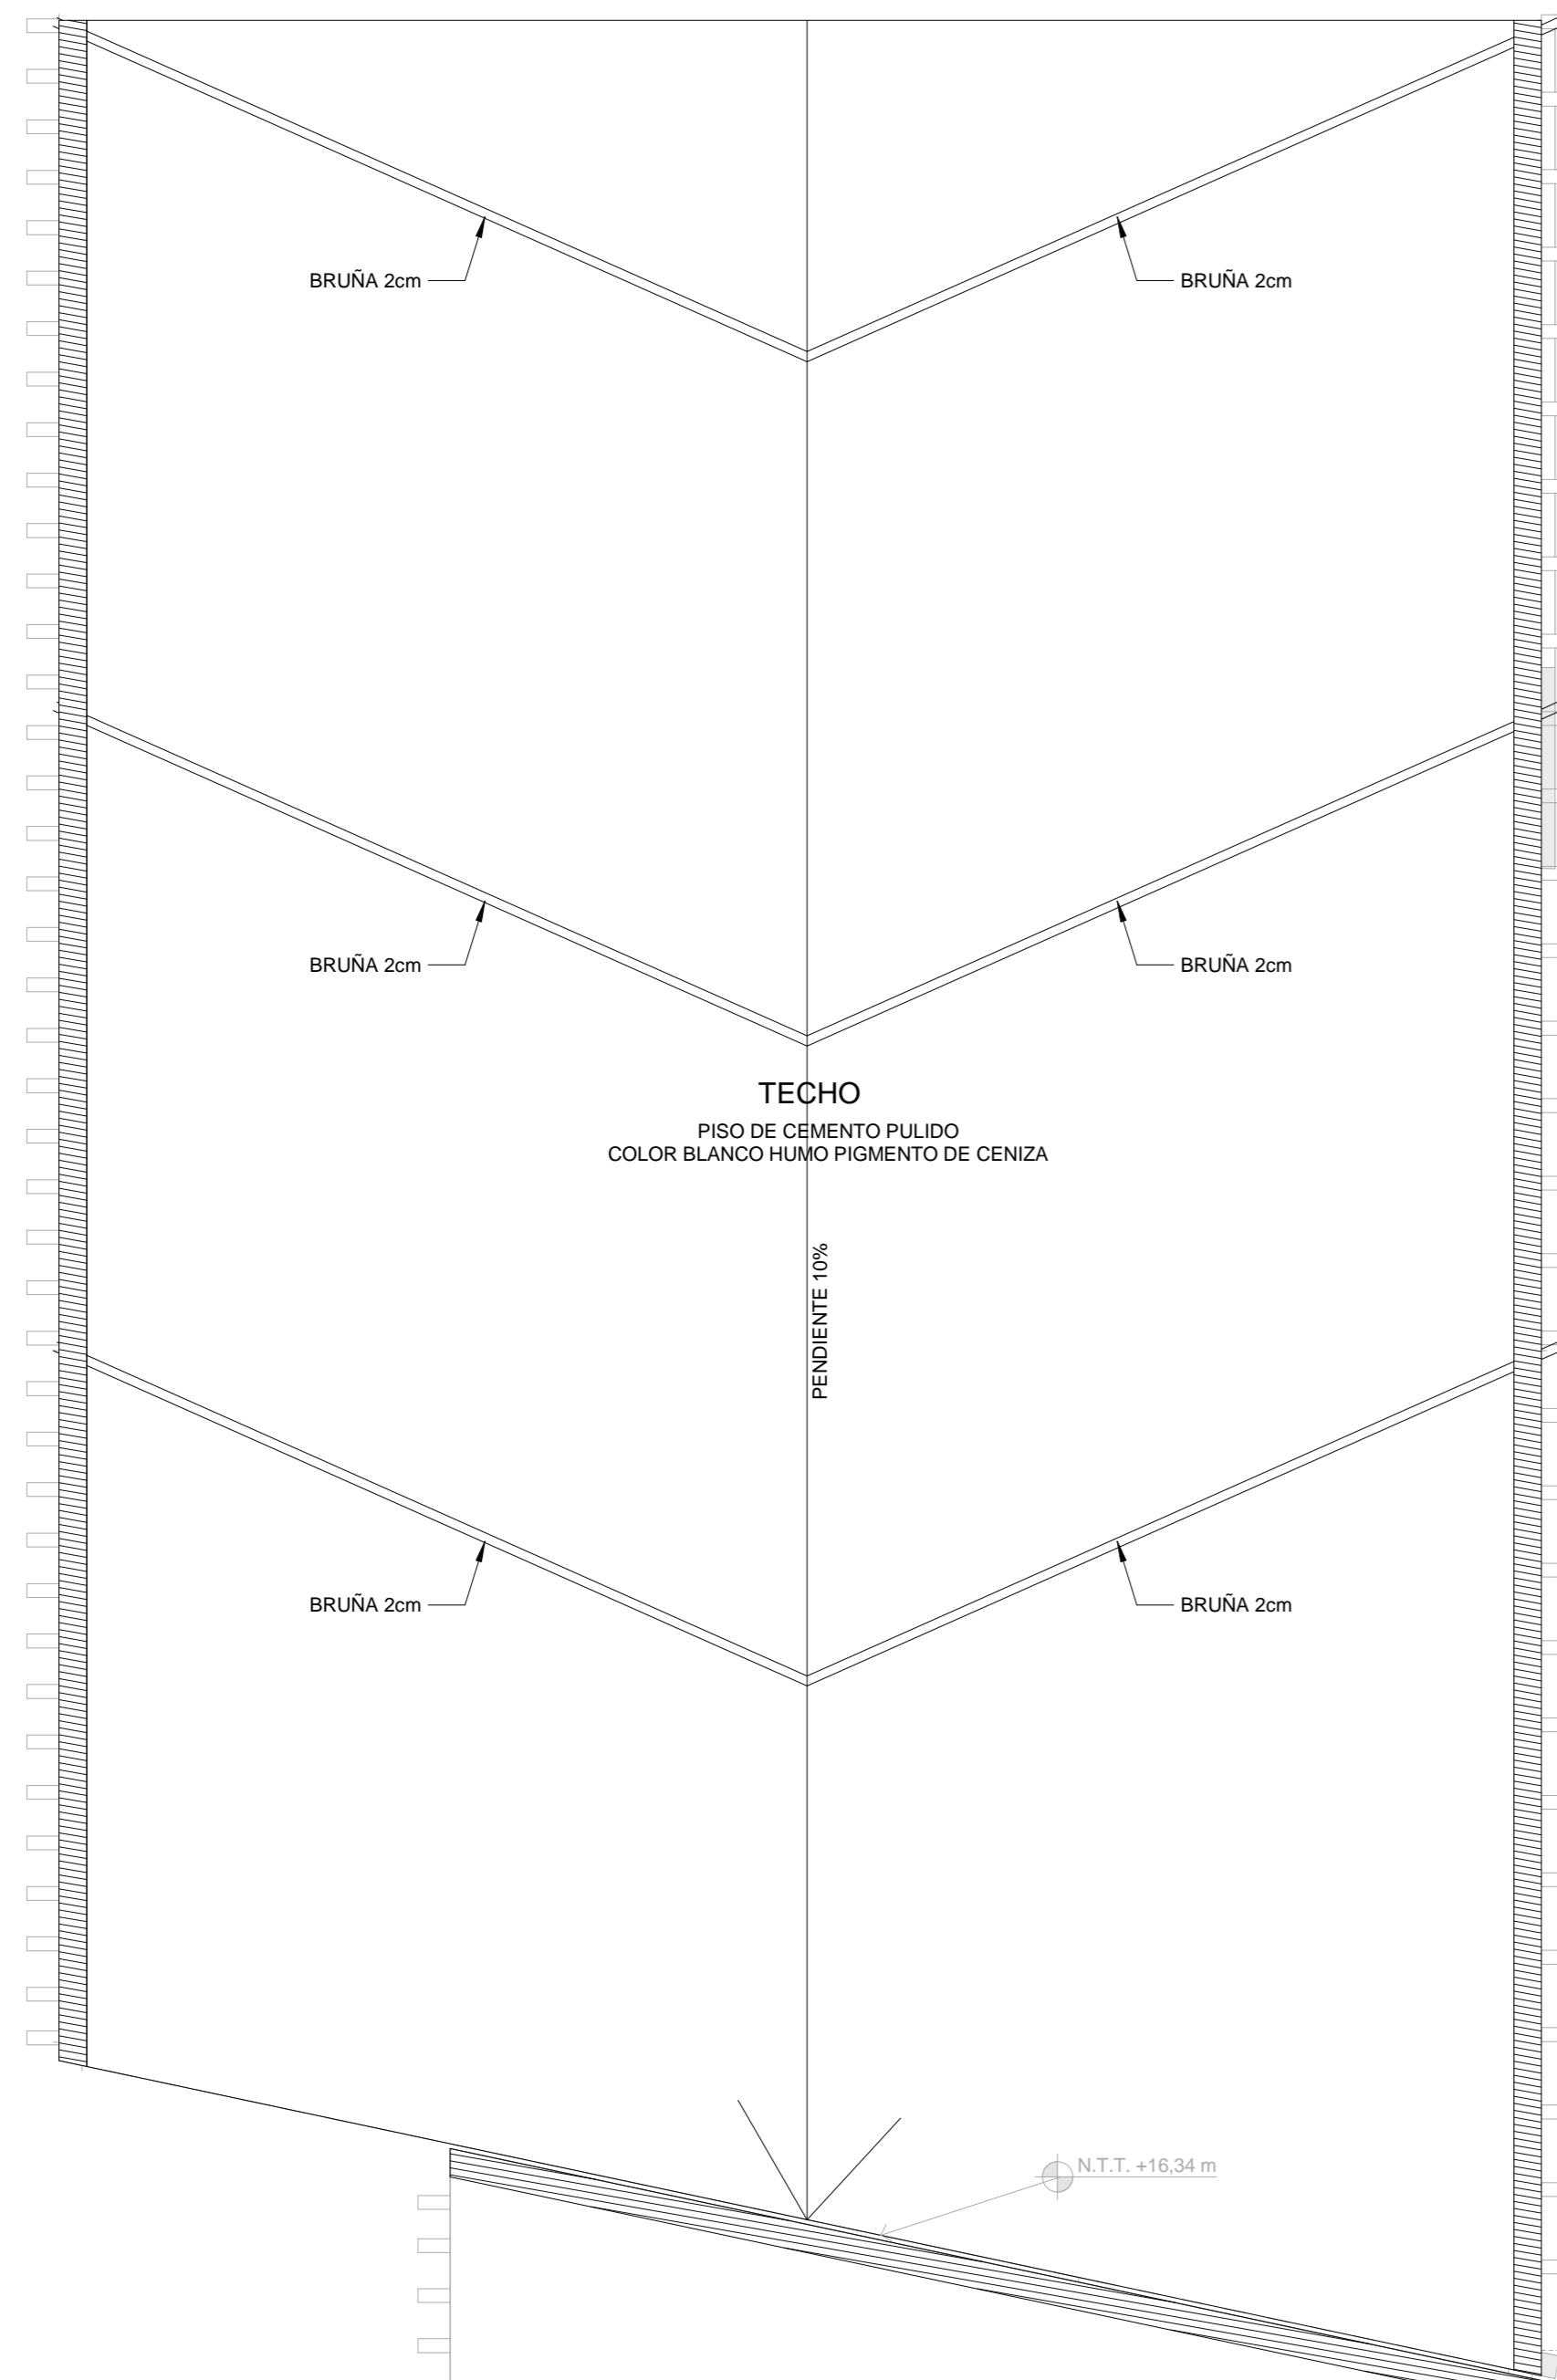 BRUÑA 2cm
BRUÑA 2cm
BRUÑA 2cm
BRUÑA 2cm
TECHO
PISO DE CEMENTO PULIDO
COLOR BLANCO HUMO PIGMENTO DE CENIZA
PENDIENTE 10%
BRUÑA 2cm
BRUÑA 2cm
N.T.T. +16,34 m